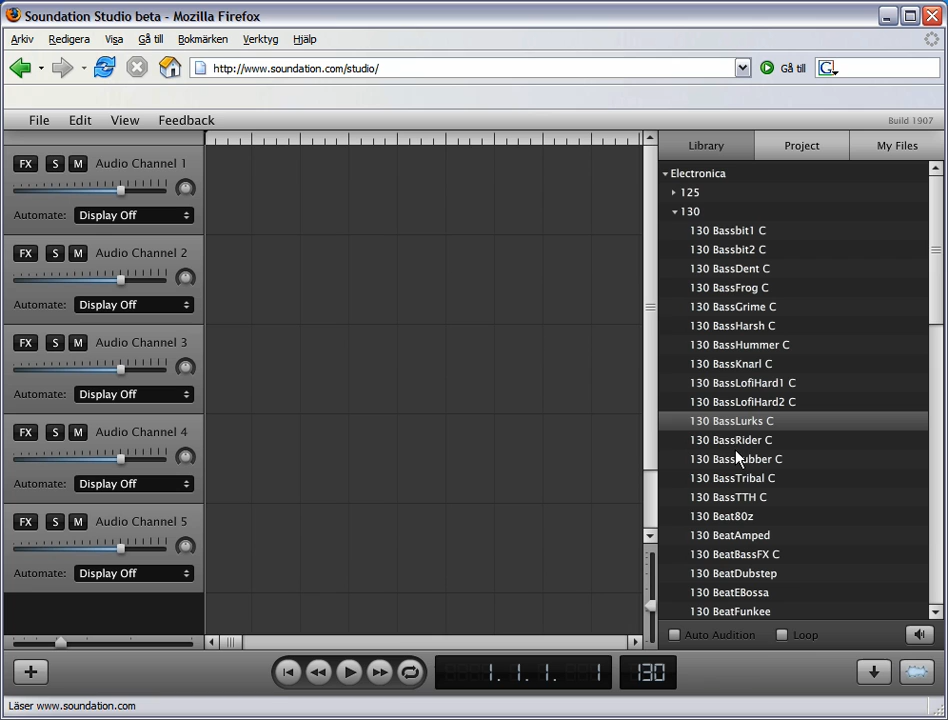 Soundation Studio beta - Mozilla Firefox
Arkiv Redigera Visa Gå till Bokmärken Verktyg Hjälp
http://www.soundation.com/studio/ Gå till G
File Edit View Feedback Build 1907
Library Project My Files
FX S M Audio Channel 1
Automate: Display Off
FX S M Audio Channel 2
Automate: Display Off
FX S M Audio Channel 3
Automate: Display Off
FX S M Audio Channel 4
Automate: Display Off
FX S M Audio Channel 5
Automate: Display Off
Electronica
125
130
130 Bassbit1 C
130 Bassbit2 C
130 BassDent C
130 BassFrog C
130 BassGrime C
130 BassHarsh C
130 BassHummer C
130 BassKnarl C
130 BassLofiHard1 C
130 BassLofiHard2 C
130 BassLurks C
130 BassRider C
130 BassRubber C
130 BassTribal C
130 BassTTH C
130 Beat80z
130 BeatAmped
130 BeatBassFX C
130 BeatDubstep
130 BeatEBossa
130 BeatFunkee
Auto Audition Loop
1. 1. 1. 1 130
Läser www.soundation.com